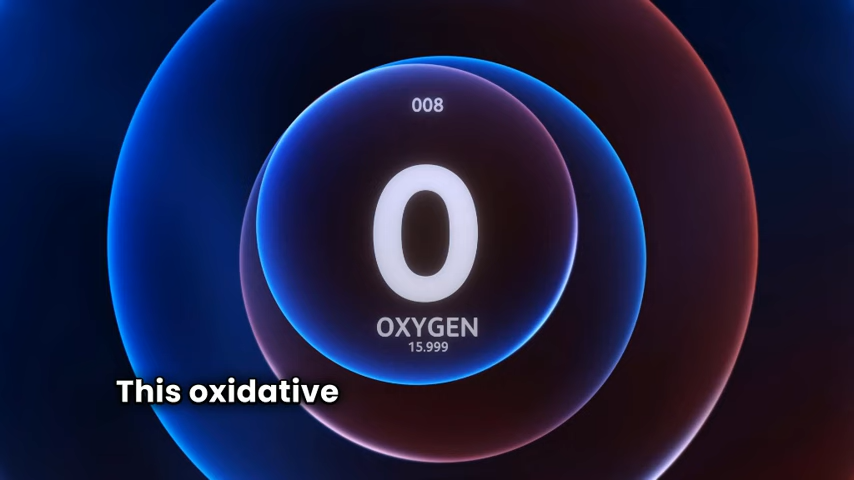 008
O
OXYGEN
15.999
This oxidative